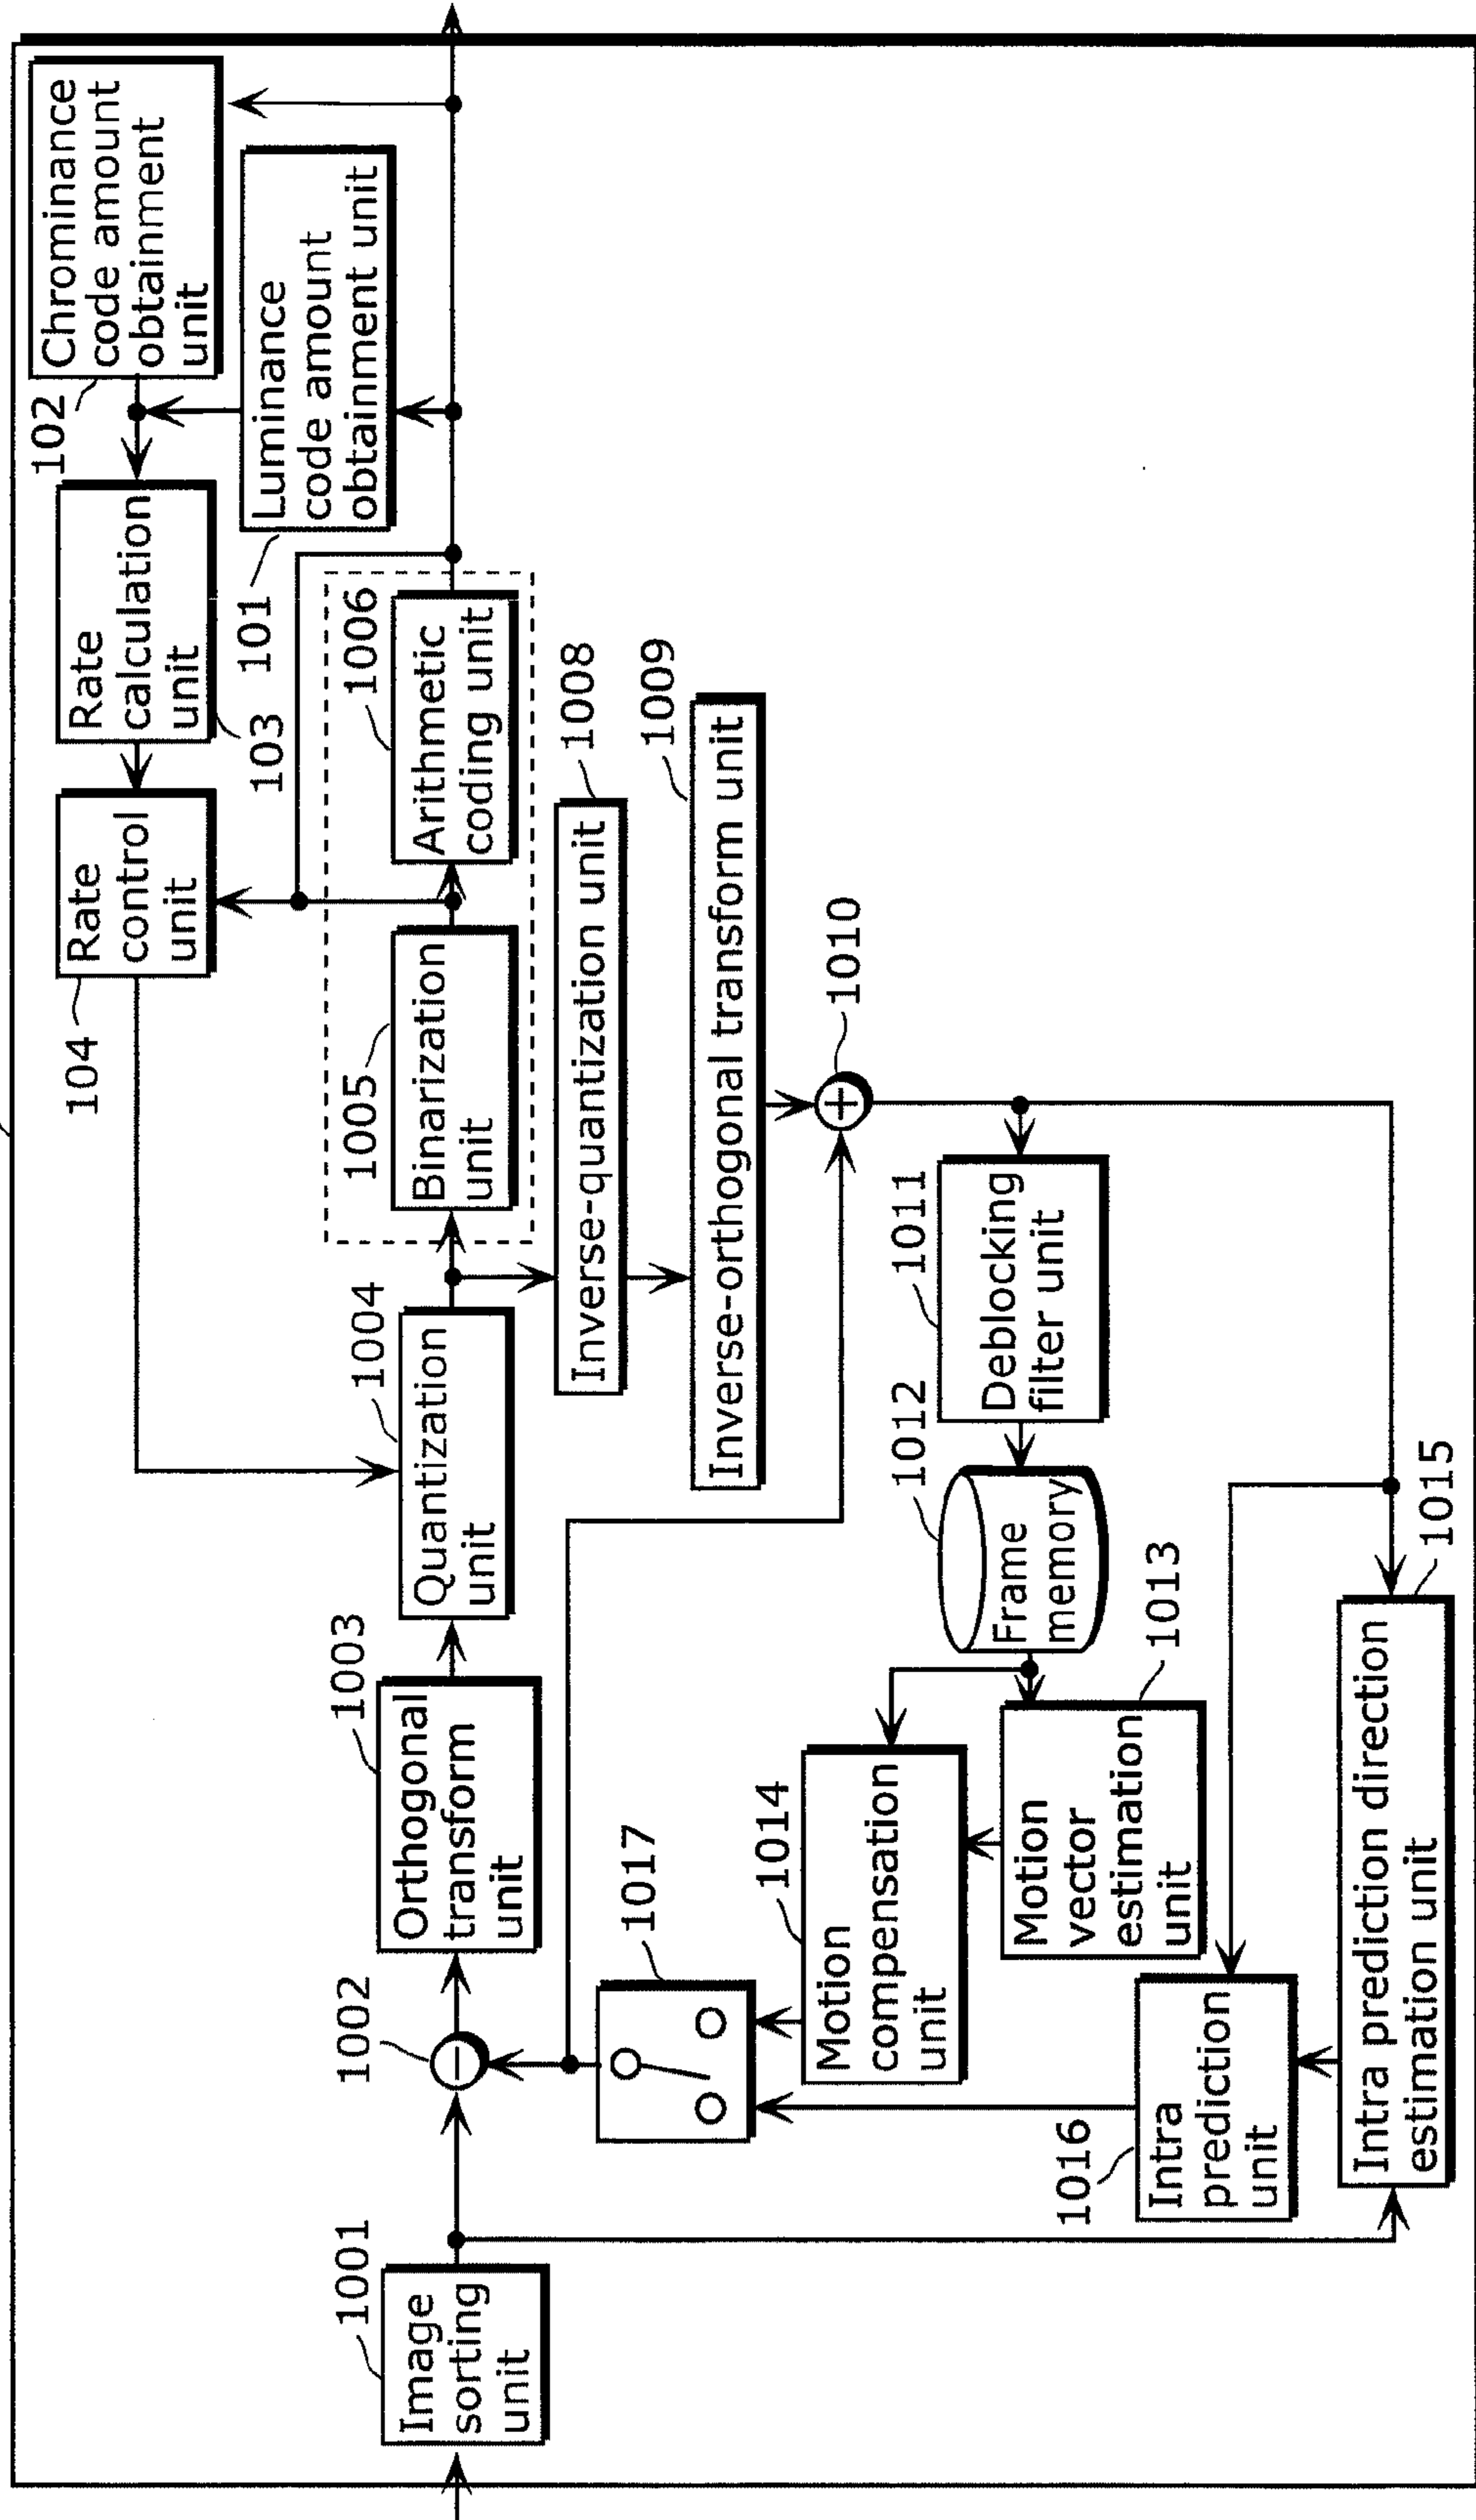 104
Rate
control
unit
Rate
calculation
unit
103
102
Chrominance
code amount
obtainment
unit
101
Luminance
code amount
obtainment unit
1001
Image
sorting
unit
1002
1003
Orthogonal
transform
unit
1004
Quantization
unit
1005
Binarization
unit
1006
Arithmetic
coding unit
1008
Inverse-quantization unit
1009
Inverse-orthogonal transform unit
1010
1017
1014
Motion
compensation
unit
1012
Frame
memory
1011
Deblocking
filter unit
1013
Motion
vector
estimation
unit
1016
Intra
prediction
unit
1015
Intra prediction direction
estimation unit